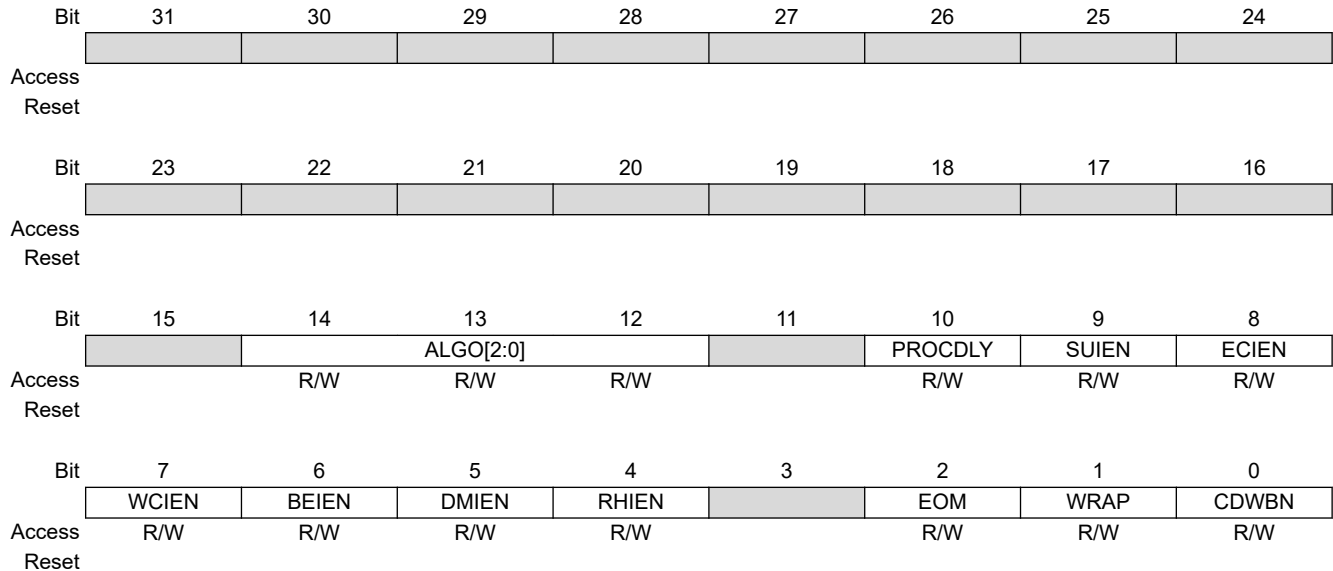 Bit 31 30 29 28 27 26 25 24
Access
Reset
Bit 23 22 21 20 19 18 17 16
Access
Reset
Bit 15 14 13 12 11 10 9 8
ALGO[2:0] PROCDLY SUIEN ECIEN
Access R/W R/W R/W R/W R/W R/W
Reset
Bit 7 6 5 4 3 2 1 0
WCIEN BEIEN DMIEN RHIEN EOM WRAP CDWBN
Access R/W R/W R/W R/W R/W R/W R/W
Reset